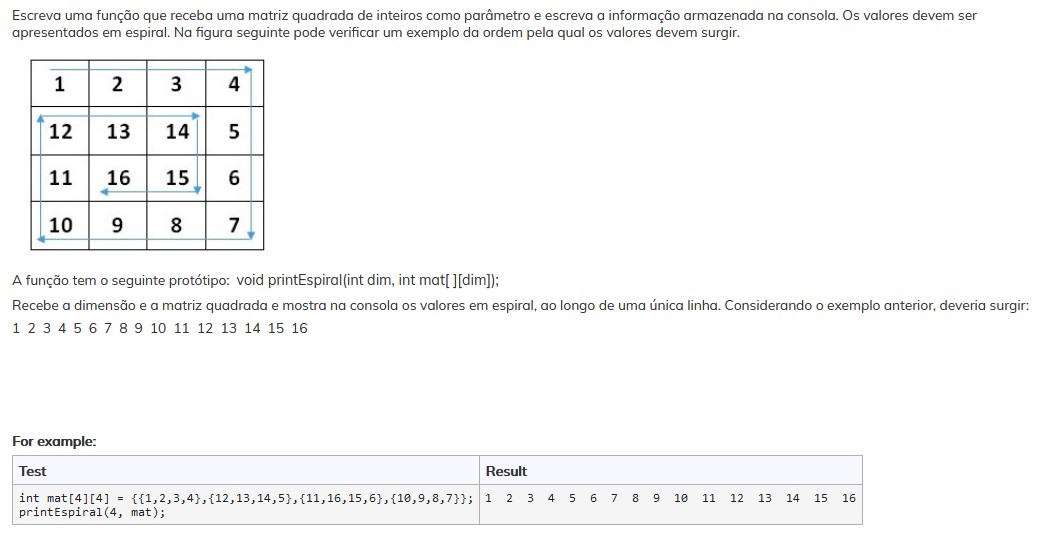 Escreva uma função que receba uma matriz quadrada de inteiros como parâmetro e escreva a informação armazenada na consola. Os valores devem ser
apresentados em espiral. Na figura seguinte pode verificar um exemplo da ordem pela qual os valores devem surgir.
1 2 3 4
12 13 14 5
11 16 15 6
10 9 8 7
A função tem o seguinte protótipo: void printEspiral(int dim, int mat[ ][dim]);
Recebe a dimensão e a matriz quadrada e mostra na consola os valores em espiral, ao longo de uma única linha. Considerando o exemplo anterior, deveria surgir:
1 2 3 4 5 6 7 8 9 10 11 12 13 14 15 16
For example:
Test Result
int mat[4][4] = {{1,2,3,4},{12,13,14,5},{11,16,15,6},{10,9,8,7}}; 1 2 3 4 5 6 7 8 9 10 11 12 13 14 15 16
printEspiral(4, mat);